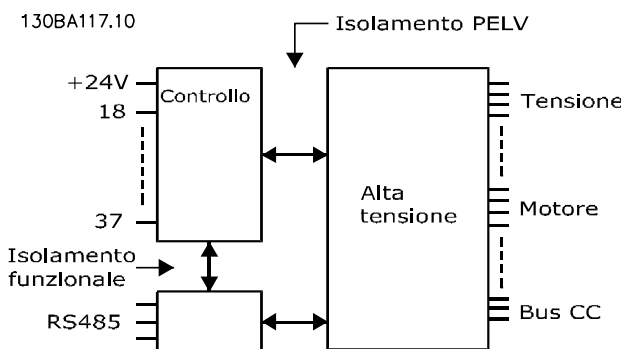 130BA117.10
Isolamento PELV
+24V
Controllo
18
37
Alta
tensione
Tensione
Motore
Isolamento
funzionale
RS485
Bus CC